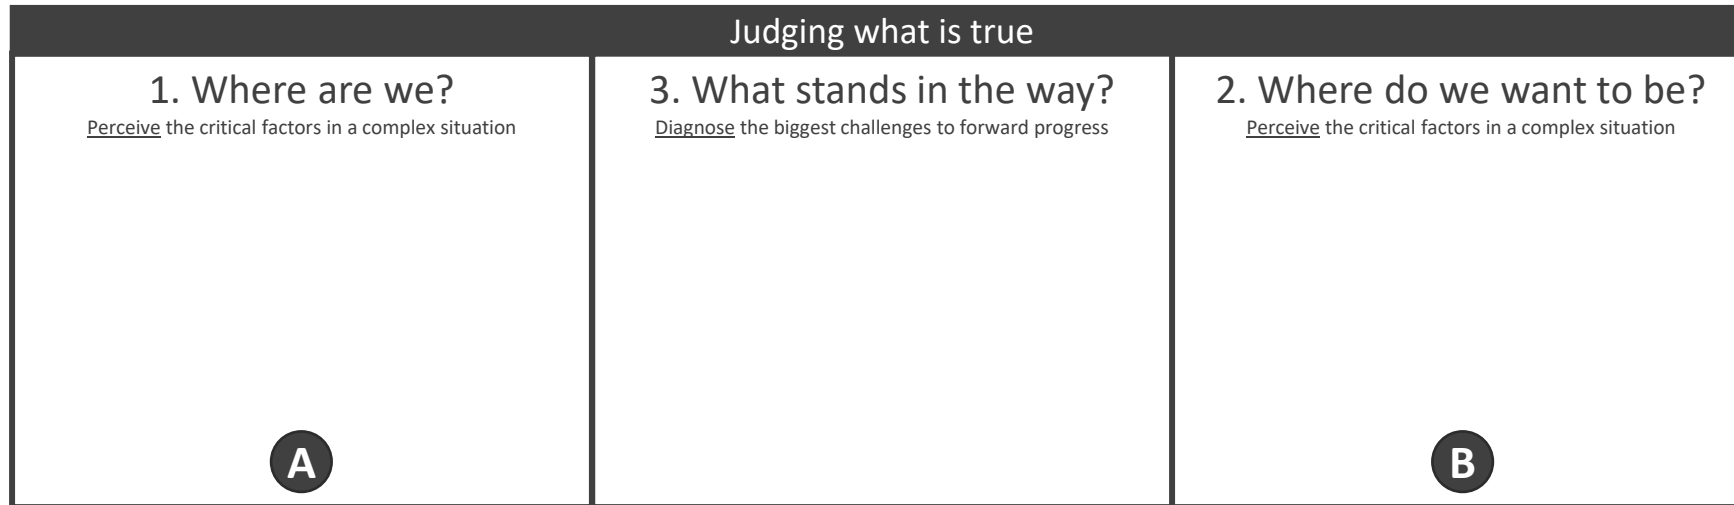 Judging what is true
1. Where are we?
Perceive the critical factors in a complex situation
A
3. What stands in the way?
Diagnose the biggest challenges to forward progress
2. Where do we want to be?
Perceive the critical factors in a complex situation
B